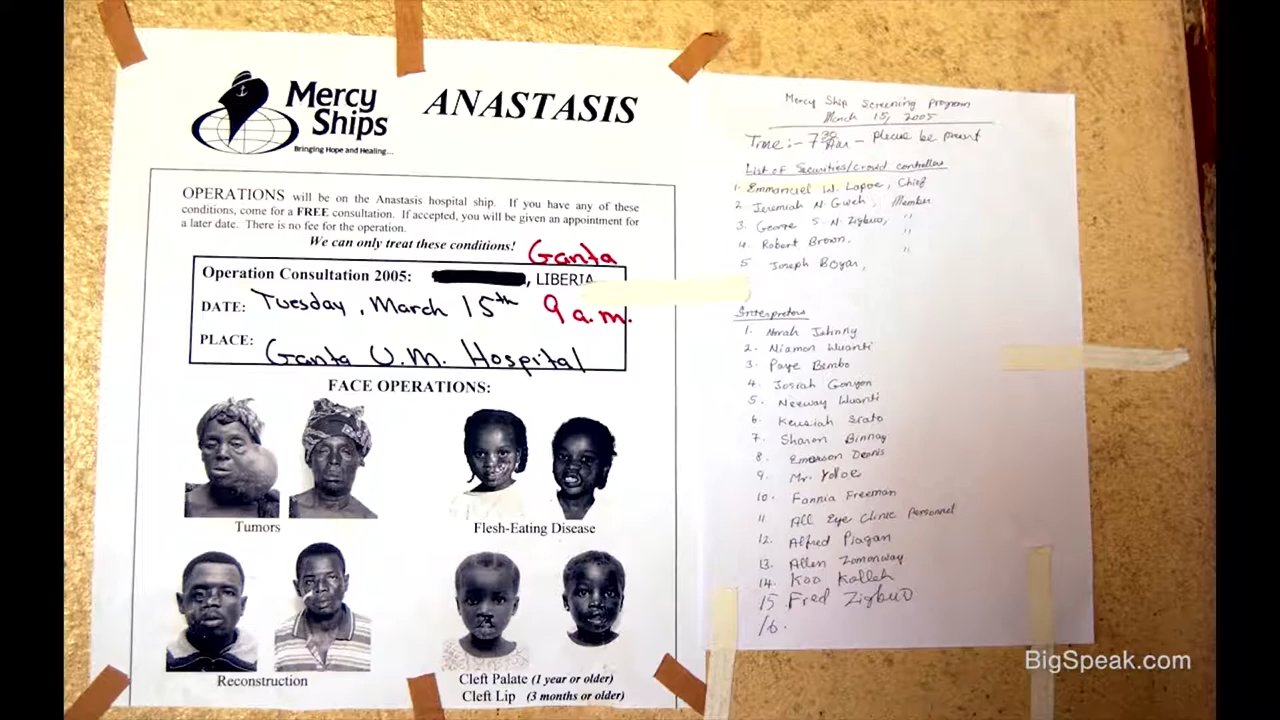 Mercy
Ships
Bringing Hope and Healing...
ANASTASIS
OPERATIONS will be on the Anastasis hospital ship. If you have any of these
conditions, come for a FREE consultation. If accepted, you will be given an appointment for
a later date. There is no fee for the operation.
We can only treat these conditions!
Ganta
Operation Consultation 2005: , LIBERIA
DATE: Tuesday, March 15th 9 a.m.
PLACE: Ganta U.M. Hospital
FACE OPERATIONS:
Tumors
Flesh-Eating Disease
Reconstruction
Cleft Palate (1 year or older)
Cleft Lip (3 months or older)
Mercy Ship Screening Program
March 15, 2005
Time:- 7 30 - Please be present
List of Securities/crowd controllers
1. Emmanuel W. Lapoe, Chief
2. Jeremiah N. Gweh, Member
3. George S. N. Zigbuo, "
4. Robert Brown, "
5 Joseph Boyar,
Interpretors
1. Norah Johnny
2. Niamon Wuanti
3. Paye Bembo
4. Josiah Gonyon
5. Neeway Wuanti
6. Keusiah Srato
7. Sharon Binnay
8. Emerson Dennis
9. Mr.
10. Fannia Freeman
11 All Eye Clinic Personnel
12. Alfred Plagan
13. Allen Zomonway
14. Koo Kolleh
15 Fred Zigbuo
16.
BigSpeak.com